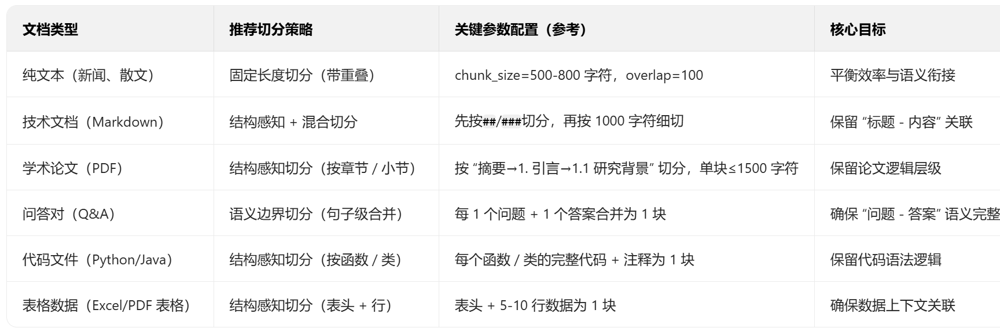 文档类型 推荐切分策略 关键参数配置（参考） 核心目标
纯文本（新闻、散文） 固定长度切分（带重叠） chunk_size=500-800 字符，overlap=100 平衡效率与语义衔接
技术文档（Markdown） 结构感知 + 混合切分 先按##/###切分，再按 1000 字符细切 保留 “标题 - 内容” 关联
学术论文（PDF） 结构感知切分（按章节 / 小节） 按 “摘要→1. 引言→1.1 研究背景” 切分，单块≤1500 字符 保留论文逻辑层级
问答对（Q&A） 语义边界切分（句子级合并） 每 1 个问题 + 1 个答案合并为 1 块 确保 “问题 - 答案” 语义完整
代码文件（Python/Java） 结构感知切分（按函数 / 类） 每个函数 / 类的完整代码 + 注释为 1 块 保留代码语法逻辑
表格数据（Excel/PDF 表格） 结构感知切分（表头 + 行） 表头 + 5-10 行数据为 1 块 确保数据上下文关联